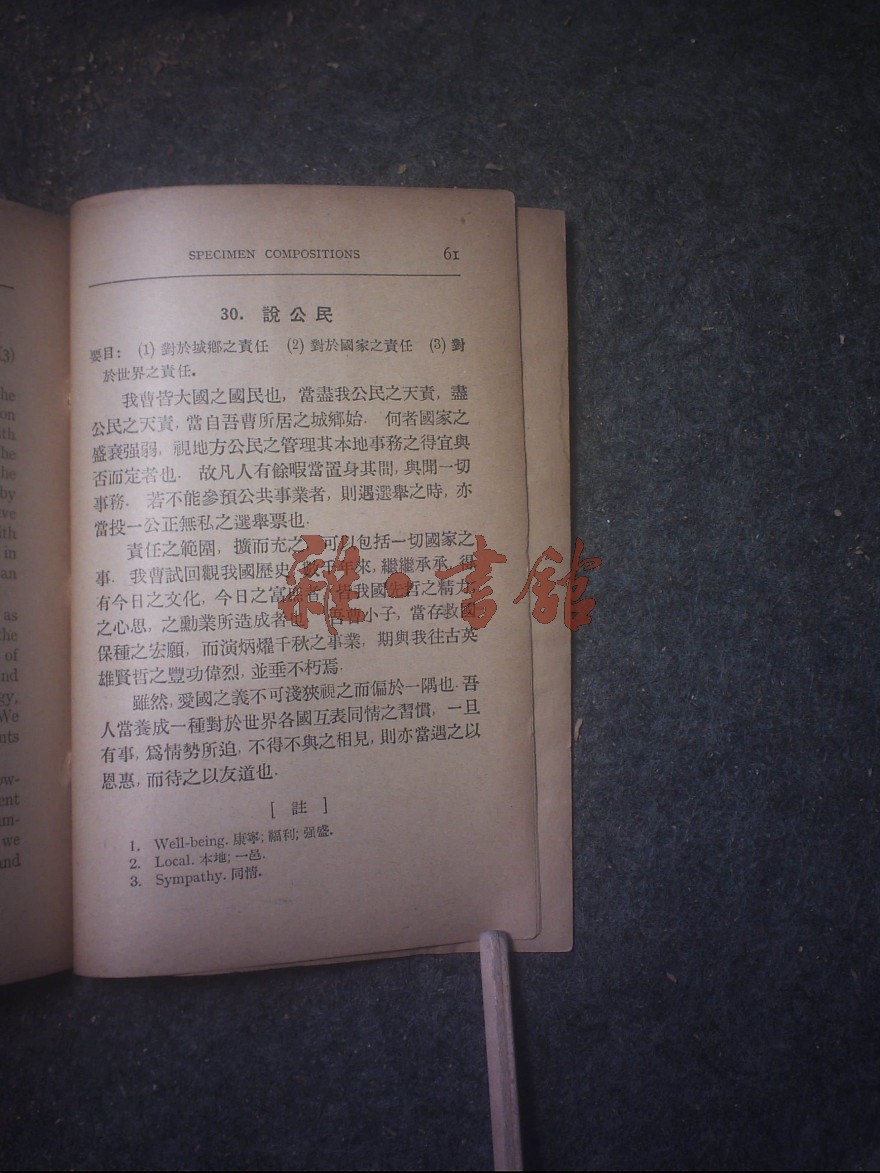 SPECIMEN COMPOSITIONS 61
30. 說公民
要目: (1) 對於城鄉之責任 (2) 對於國家之責任 (3) 對
於世界之責任.
我曹皆大國之國民也, 當盡我公民之天責, 盡
公民之天責, 當自吾曹所居之城鄉始. 何者國家之
盛衰强弱, 視地方公民之管理其本地事務之得宜與
否而定者也. 故凡人有餘暇當置身其間, 與聞一切
事務. 若不能參預公共事業者, 則遇選舉之時, 亦
當投一公正無私之選舉票也.
責任之範圍, 擴而充之, 可以包括一切國家之
事. 我曹試回觀我國歷史, 數千年來, 繼繼承承, 得
有今日之文化, 今日之富庶者, 皆我國先哲之精力,
之心思, 之勳業所造成者也. 吾曹小子, 當存救國
保種之宏願, 而演炳燿千秋之事業, 期與我往古英
雄賢哲之豐功偉烈, 並垂不朽焉.
雖然, 愛國之義不可淺狹視之而偏於一隅也. 吾
人當養成一種對於世界各國互表同情之習慣, 一旦
有事, 爲情勢所迫, 不得不與之相見, 則亦當遇之以
恩惠, 而待之以友道也.
[註]
1. Well-being. 康寧; 福利; 强盛.
2. Local. 本地; 一邑.
3. Sympathy. 同情.
雜·書館